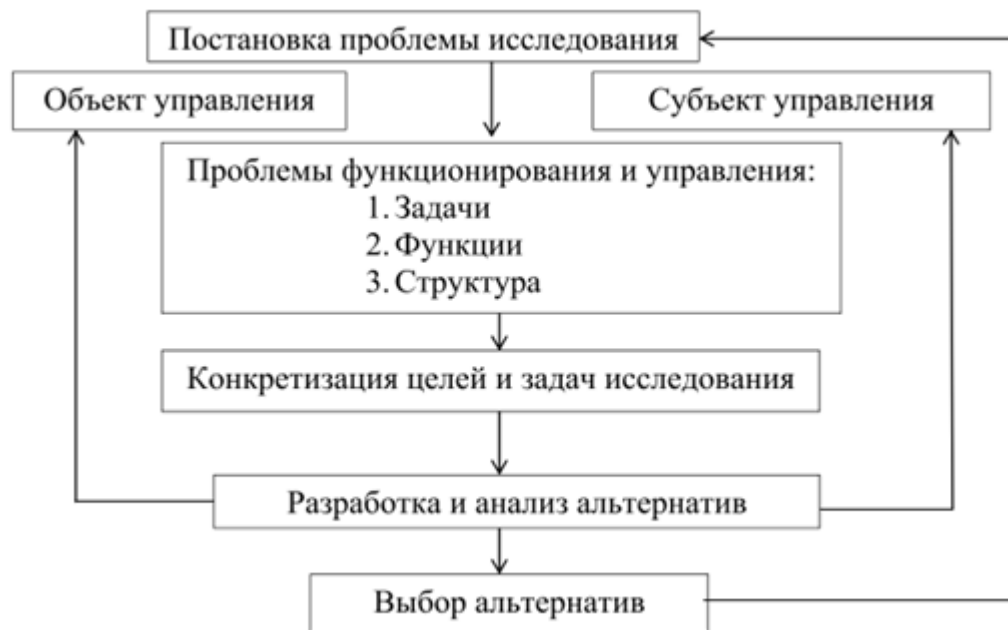 Постановка проблемы исследования
Объект управления
Субъект управления
Проблемы функционирования и управления:
1. Задачи
2. Функции
3. Структура
Конкретизация целей и задач исследования
Разработка и анализ альтернатив
Выбор альтернатив